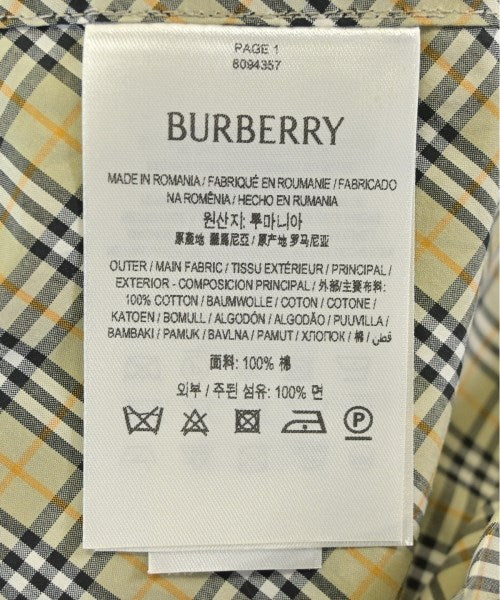 PAGE 1
6094357
BURBERRY
MADE IN ROMANIA / FABRIQUÉ EN ROUMANIE / FABRICADO
NA ROMÊNIA / HECHO EN RUMANIA
원산지: 루마니아
原產地 羅馬尼亞 / 原产地 罗马尼亚
OUTER / MAIN FABRIC / TISSU EXTÉRIEUR / PRINCIPAL /
EXTERIOR - COMPOSICIÓN PRINCIPAL / 外部/主要布料:
100% COTTON / BAUMWOLLE / COTON / COTONE /
KATOEN / BOMULL / ALGODÓN / ALGODÃO / PUUVILLA /
BAMBAKI / PAMUK / BAVLNA / PAMUT / ХЛОПОК / 棉 / قطن
面料: 100% 棉
외부 / 주된 섬유: 100% 면
P